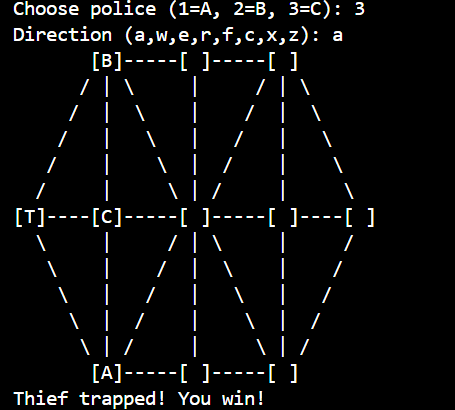 Choose police (1=A, 2=B, 3=C): 3
Direction (a,w,e,r,f,c,x,z): a
       [B]-----[ ]-----[ ]
      / | \     |     / | \
     /  |  \    |    /  |  \
    /   |   \   |   /   |   \
   /    |    \  |  /    |    \
  /     |     \ | /     |     \
[T]----[C]-----[ ]-----[ ]----[ ]
  \     |     / | \     |     /
   \    |    /  |  \    |    /
    \   |   /   |   \   |   /
     \  |  /    |    \  |  /
      \ | /     |     \ | /
       [A]-----[ ]-----[ ]
Thief trapped! You win!